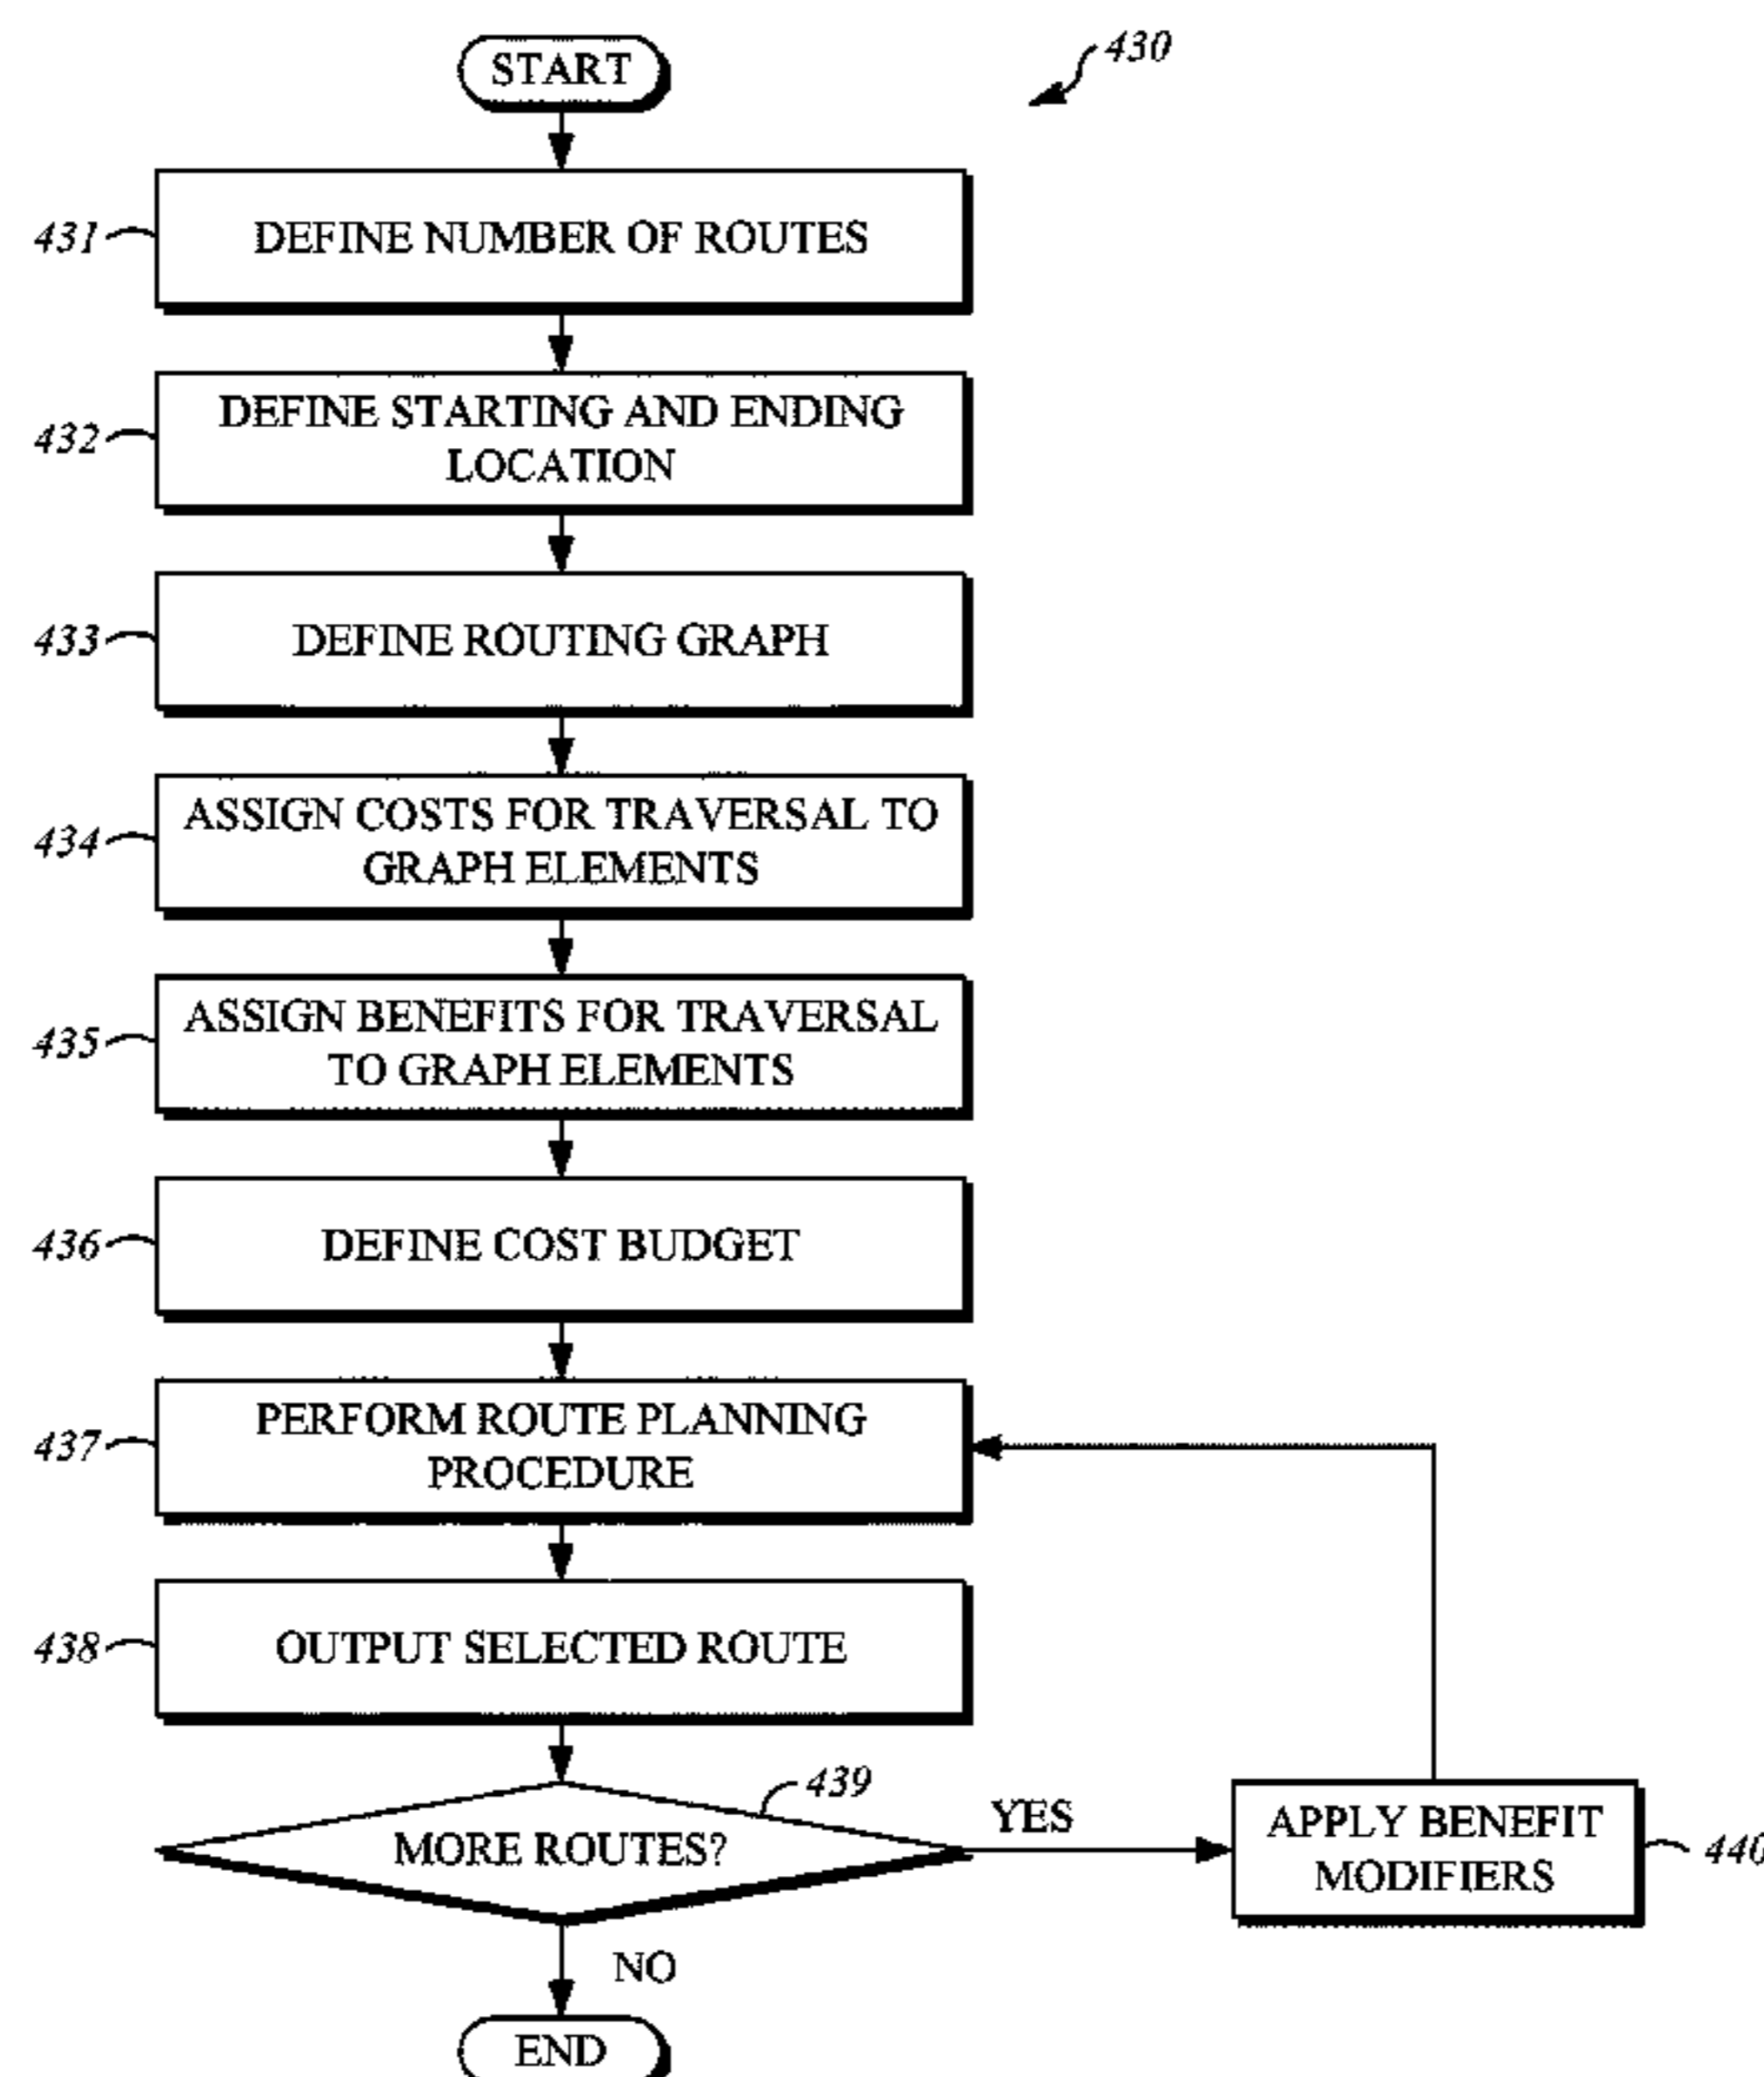 START
430
431
DEFINE NUMBER OF ROUTES
432
DEFINE STARTING AND ENDING
LOCATION
433
DEFINE ROUTING GRAPH
434
ASSIGN COSTS FOR TRAVERSAL TO
GRAPH ELEMENTS
435
ASSIGN BENEFITS FOR TRAVERSAL
TO GRAPH ELEMENTS
436
DEFINE COST BUDGET
437
PERFORM ROUTE PLANNING
PROCEDURE
438
OUTPUT SELECTED ROUTE
439
MORE ROUTES?
YES
APPLY BENEFIT
MODIFIERS
440
NO
END